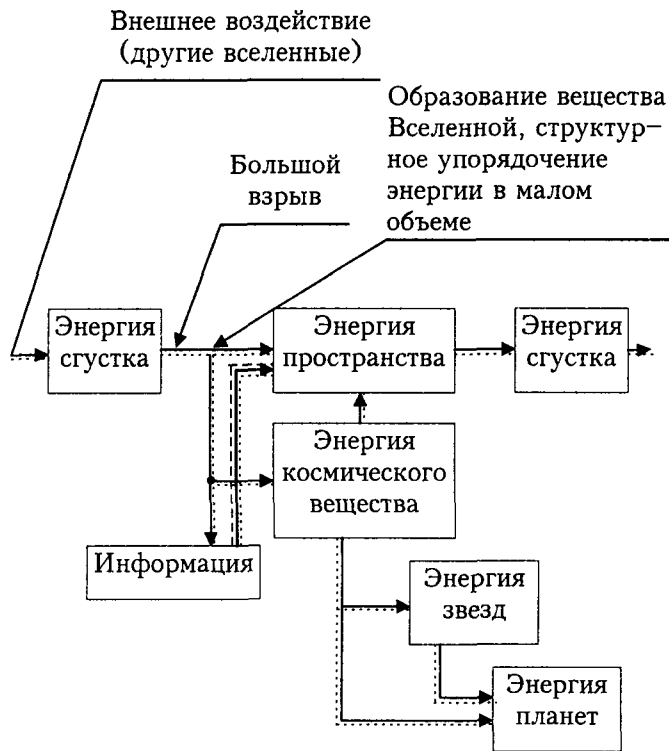 Внешнее воздействие
(другие вселенные)
Образование вещества
Вселенной, структур–
ное упорядочение
энергии в малом
объеме
Большой
взрыв
Энергия
сгустка
Энергия
пространства
Энергия
сгустка
Энергия
космического
вещества
Информация
Энергия
звезд
Энергия
планет